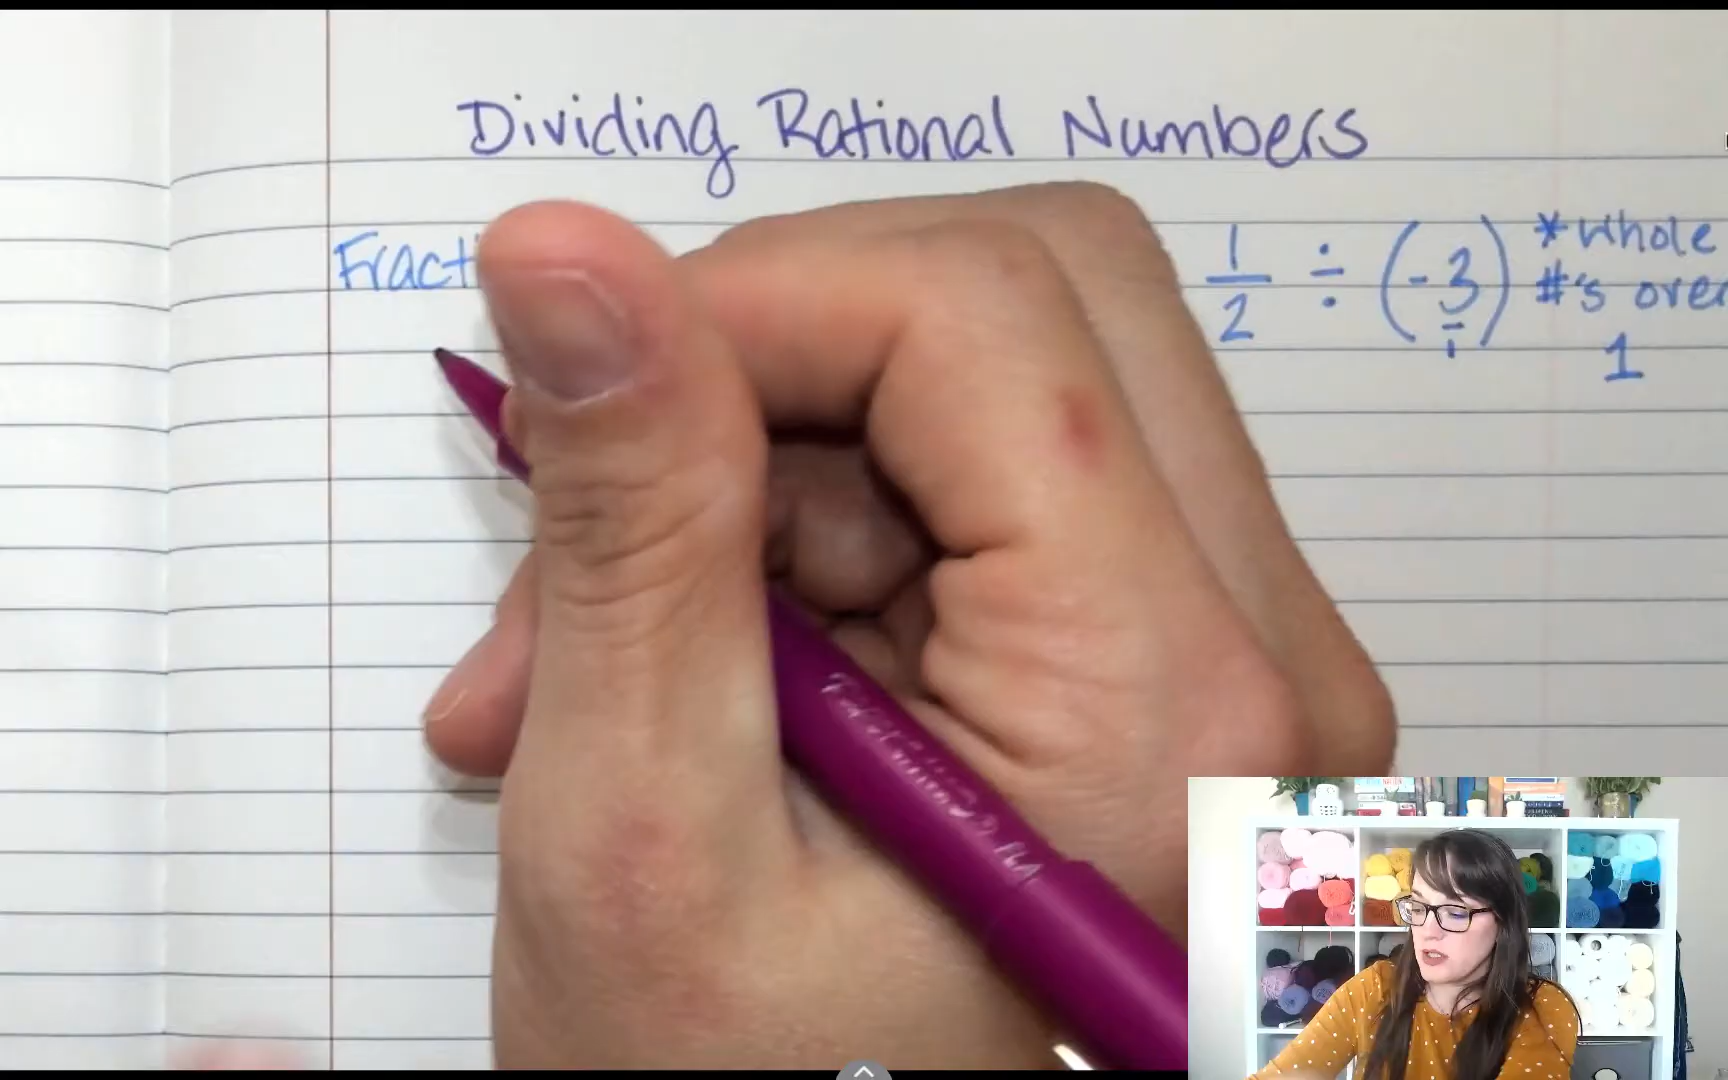 Dividing Rational Numbers
Fract
1/2 ÷ (-3/1) *whole
#'s over
1